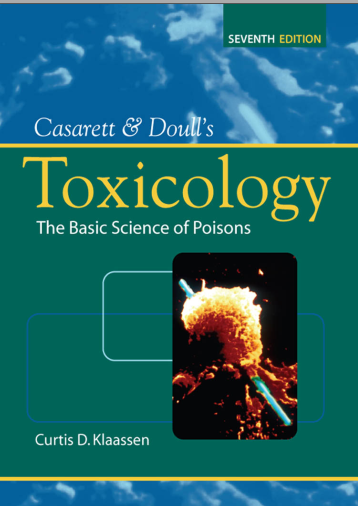 SEVENTH EDITION
Casarett & Doull's
Toxicology
The Basic Science of Poisons
Curtis D. Klaassen